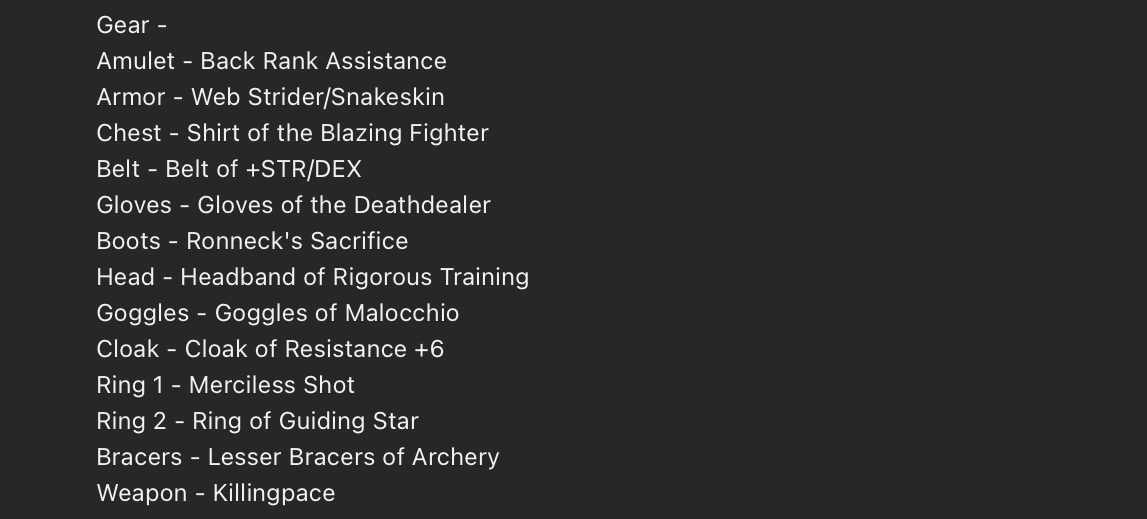 Gear -
Amulet - Back Rank Assistance
Armor - Web Strider/Snakeskin
Chest - Shirt of the Blazing Fighter
Belt - Belt of +STR/DEX
Gloves - Gloves of the Deathdealer
Boots - Ronneck's Sacrifice
Head - Headband of Rigorous Training
Goggles - Goggles of Malocchio
Cloak - Cloak of Resistance +6
Ring 1 - Merciless Shot
Ring 2 - Ring of Guiding Star
Bracers - Lesser Bracers of Archery
Weapon - Killingpace